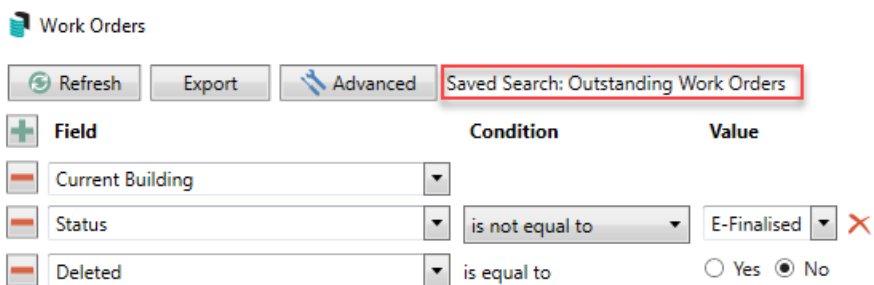 Work Orders
Refresh Export Advanced Saved Search: Outstanding Work Orders
Field Condition Value
Current Building
Status is not equal to E-Finalised
Deleted is equal to Yes No